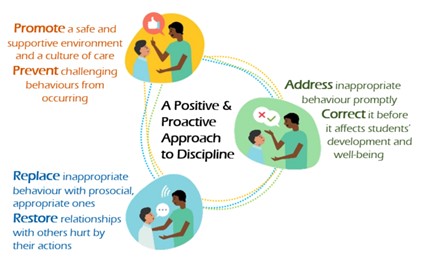 Promote a safe and
supportive environment
and a culture of care
Prevent challenging
behaviours from
occurring
A Positive &
Proactive
Approach
to Discipline
Address inappropriate
behaviour promptly
Correct it before
it affects students'
development and
well-being
Replace inappropriate
behaviour with prosocial,
appropriate ones
Restore relationships
with others hurt by
their actions